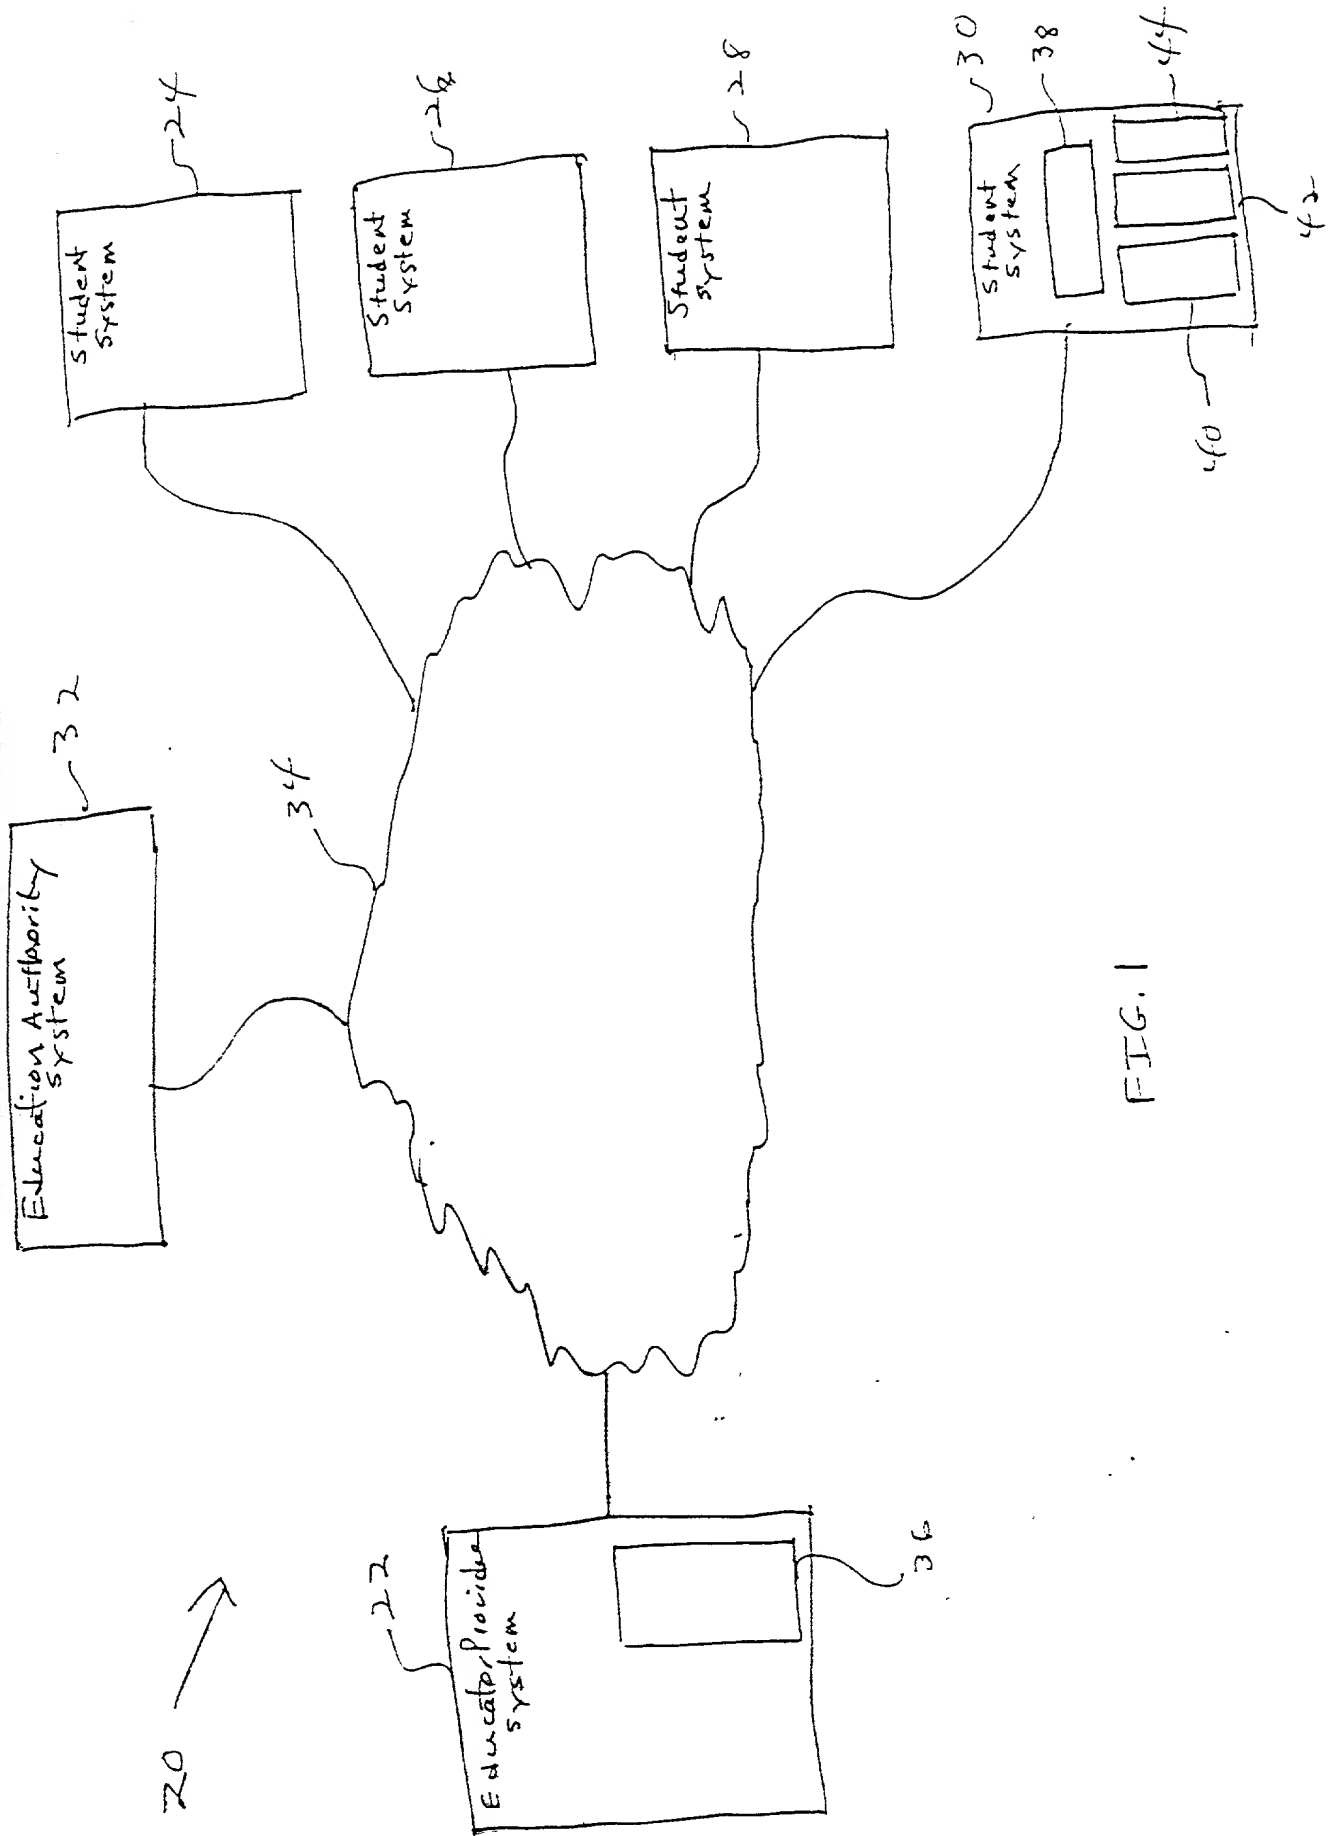 20
Education Authority
System
32
34
Student
System
24
Student
System
26
Student
System
28
Student
System
30
38
40
42
44
Educator/Provider
System
22
36
FIG. 1